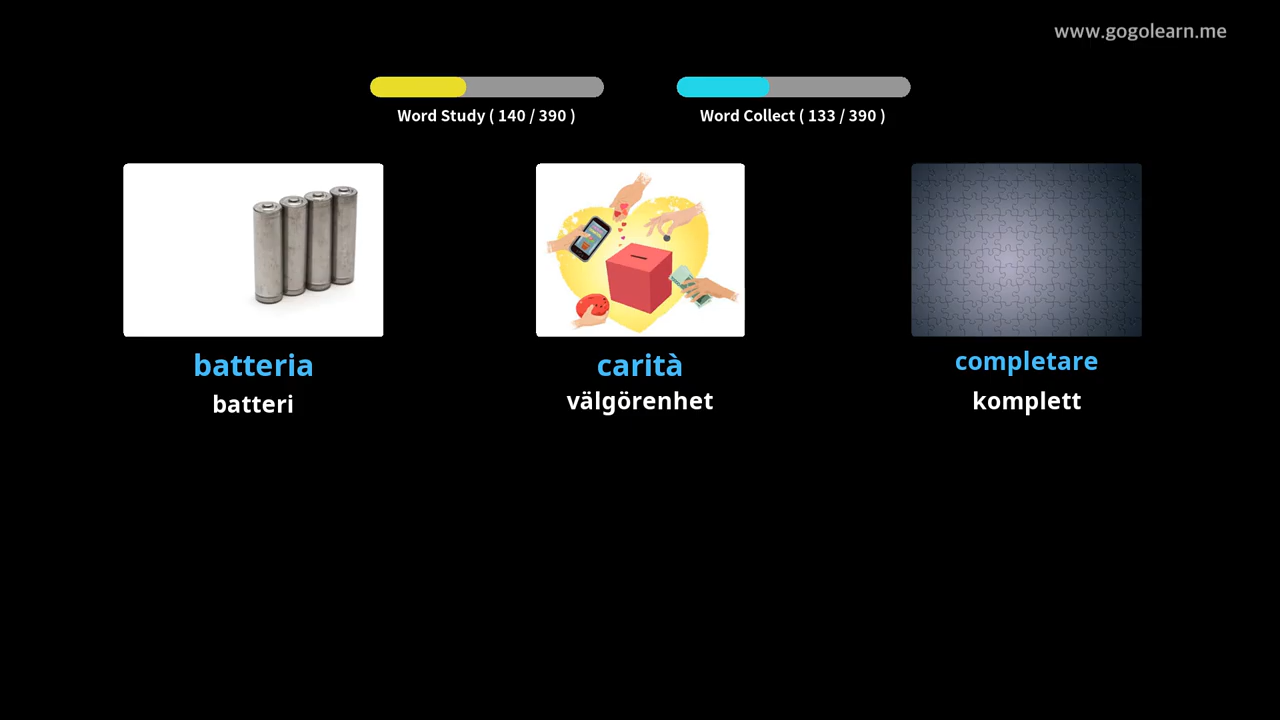 www.gogolearn.me
Word Study ( 140 / 390 )
Word Collect ( 133 / 390 )
batteria
batteri
carità
välgörenhet
completare
komplett